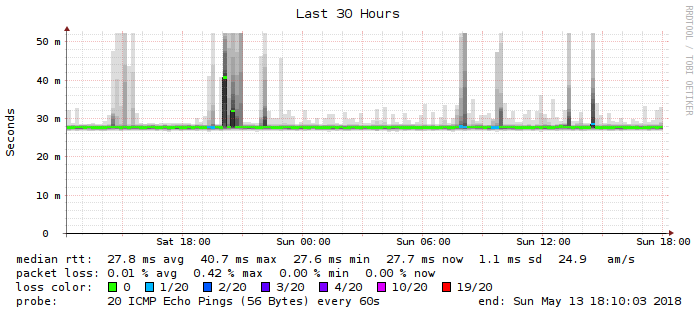 Last 30 Hours
RRDTOOL / TOBI OETIKER
Seconds
50 m
40 m
30 m
20 m
10 m
0
Sat 18:00 Sun 00:00 Sun 06:00 Sun 12:00 Sun 18:00
median rtt: 27.8 ms avg 40.7 ms max 27.6 ms min 27.7 ms now 1.1 ms sd 24.9 am/s
packet loss: 0.01 % avg 0.42 % max 0.00 % min 0.00 % now
loss color: 0 1/20 2/20 3/20 4/20 10/20 19/20
probe: 20 ICMP Echo Pings (56 Bytes) every 60s end: Sun May 13 18:10:03 2018